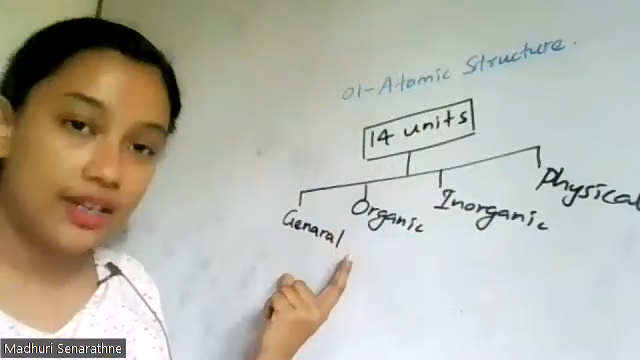 01-Atomic Structure.
14 units
Genaral Organic Inorganic Physical
Madhuri Senarathne